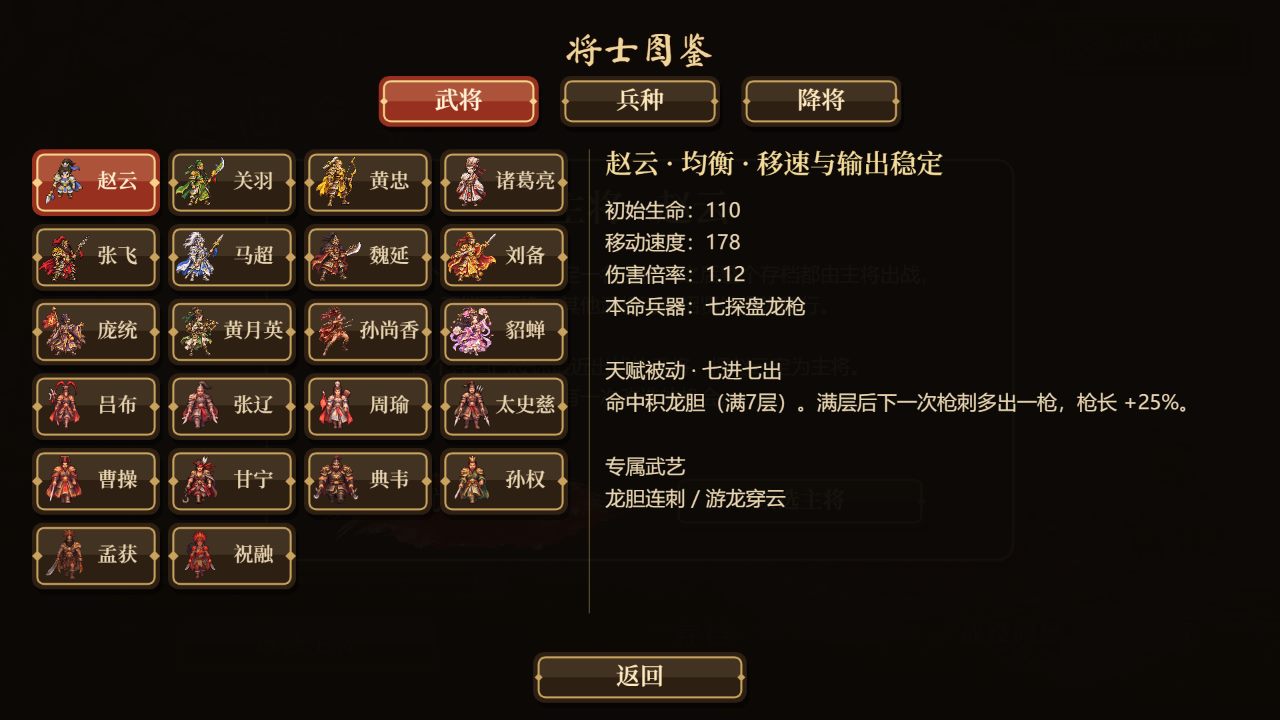 将士图鉴
武将
兵种
降将
赵云
关羽
黄忠
诸葛亮
张飞
马超
魏延
刘备
庞统
黄月英
孙尚香
貂蝉
吕布
张辽
周瑜
太史慈
曹操
甘宁
典韦
孙权
孟获
祝融
赵云 · 均衡 · 移速与输出稳定
初始生命：110
移动速度：178
伤害倍率：1.12
本命兵器：七探盘龙枪
天赋被动 · 七进七出
命中积龙胆（满7层）。满层后下一次枪刺多出一枪，枪长 +25%。
专属武艺
龙胆连刺 / 游龙穿云
返回